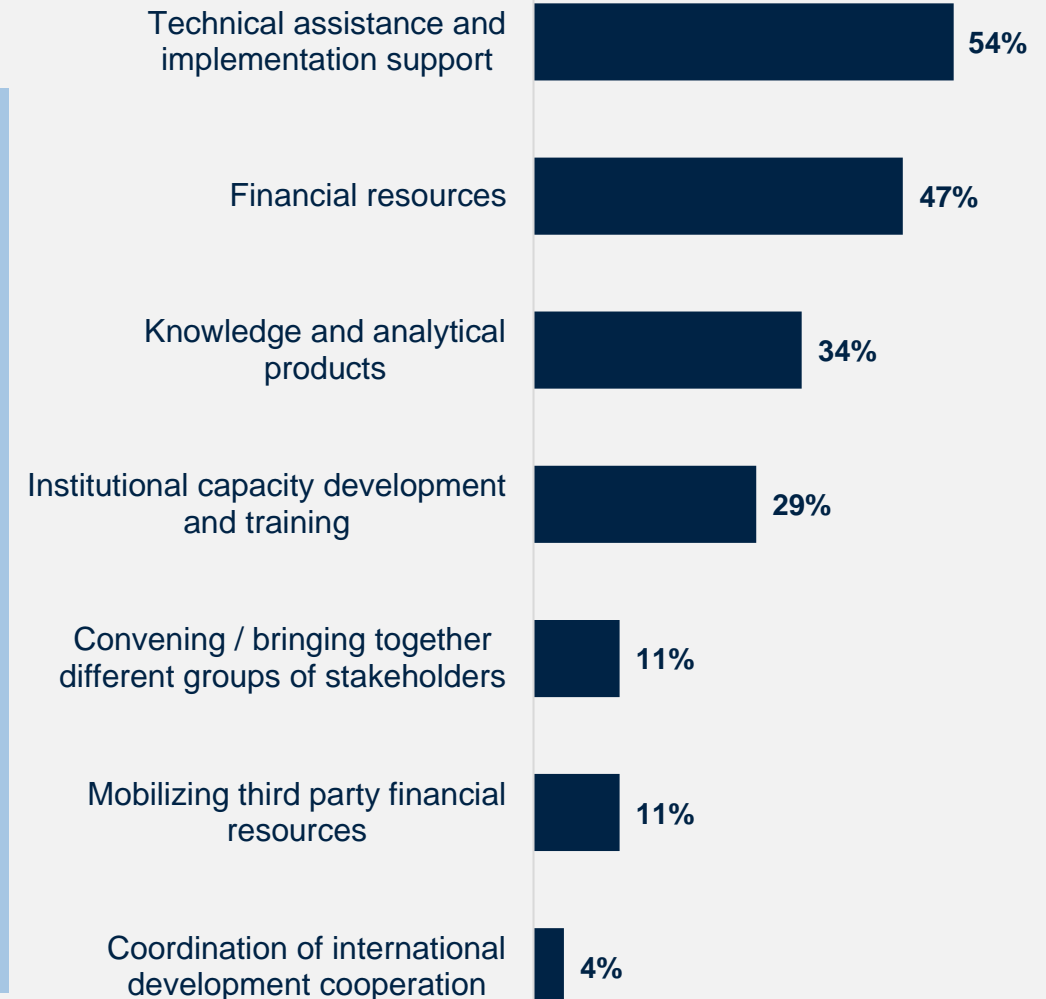 Technical assistance and
implementation support
54%
Financial resources
47%
Knowledge and analytical
products
34%
Institutional capacity development
and training
29%
Convening / bringing together
different groups of stakeholders
11%
Mobilizing third party financial
resources
11%
Coordination of international
development cooperation
4%